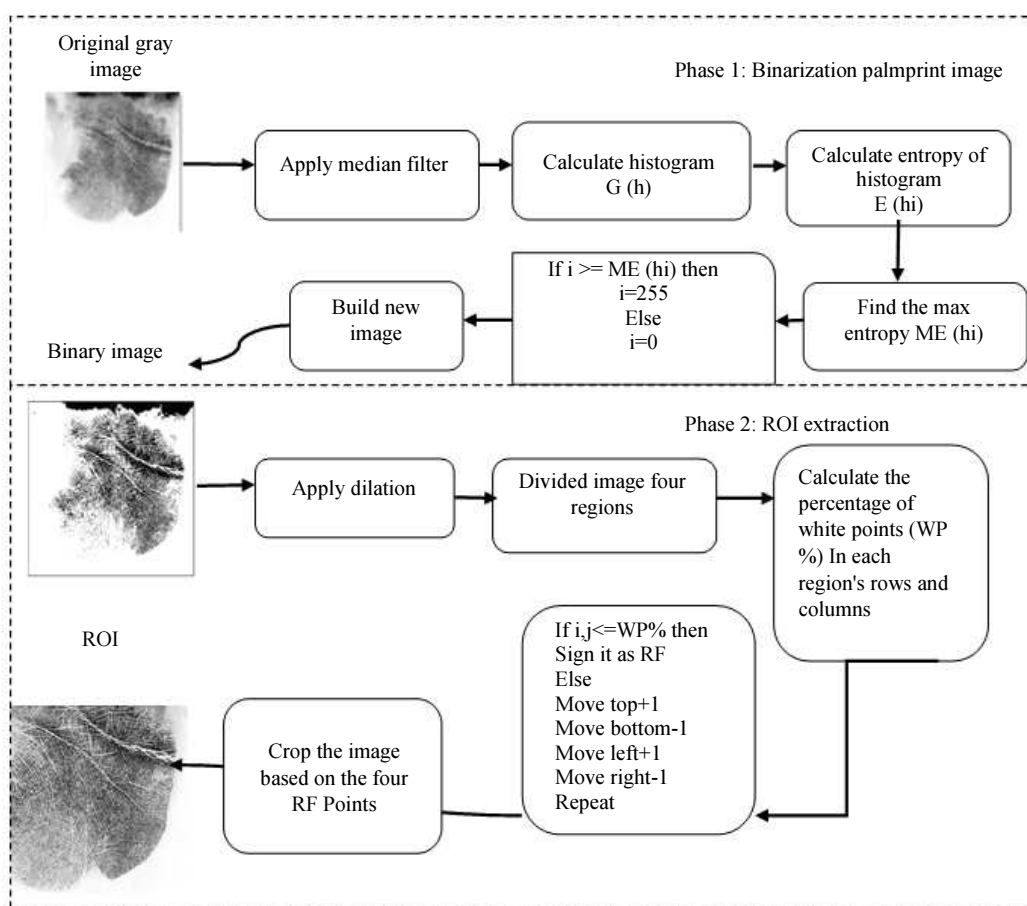 Original gray
image
Phase 1: Binarization palmprint image
Apply median filter
Calculate histogram
G (h)
Calculate entropy of
histogram
E (hi)
Find the max
entropy ME (hi)
If i >= ME (hi) then
i=255
Else
i=0
Build new
image
Binary image
Phase 2: ROI extraction
Apply dilation
Divided image four
regions
Calculate the
percentage of
white points (WP
%) In each
region's rows and
columns
If i,j<=WP% then
Sign it as RF
Else
Move top+1
Move bottom-1
Move left+1
Move right-1
Repeat
Crop the image
based on the four
RF Points
ROI